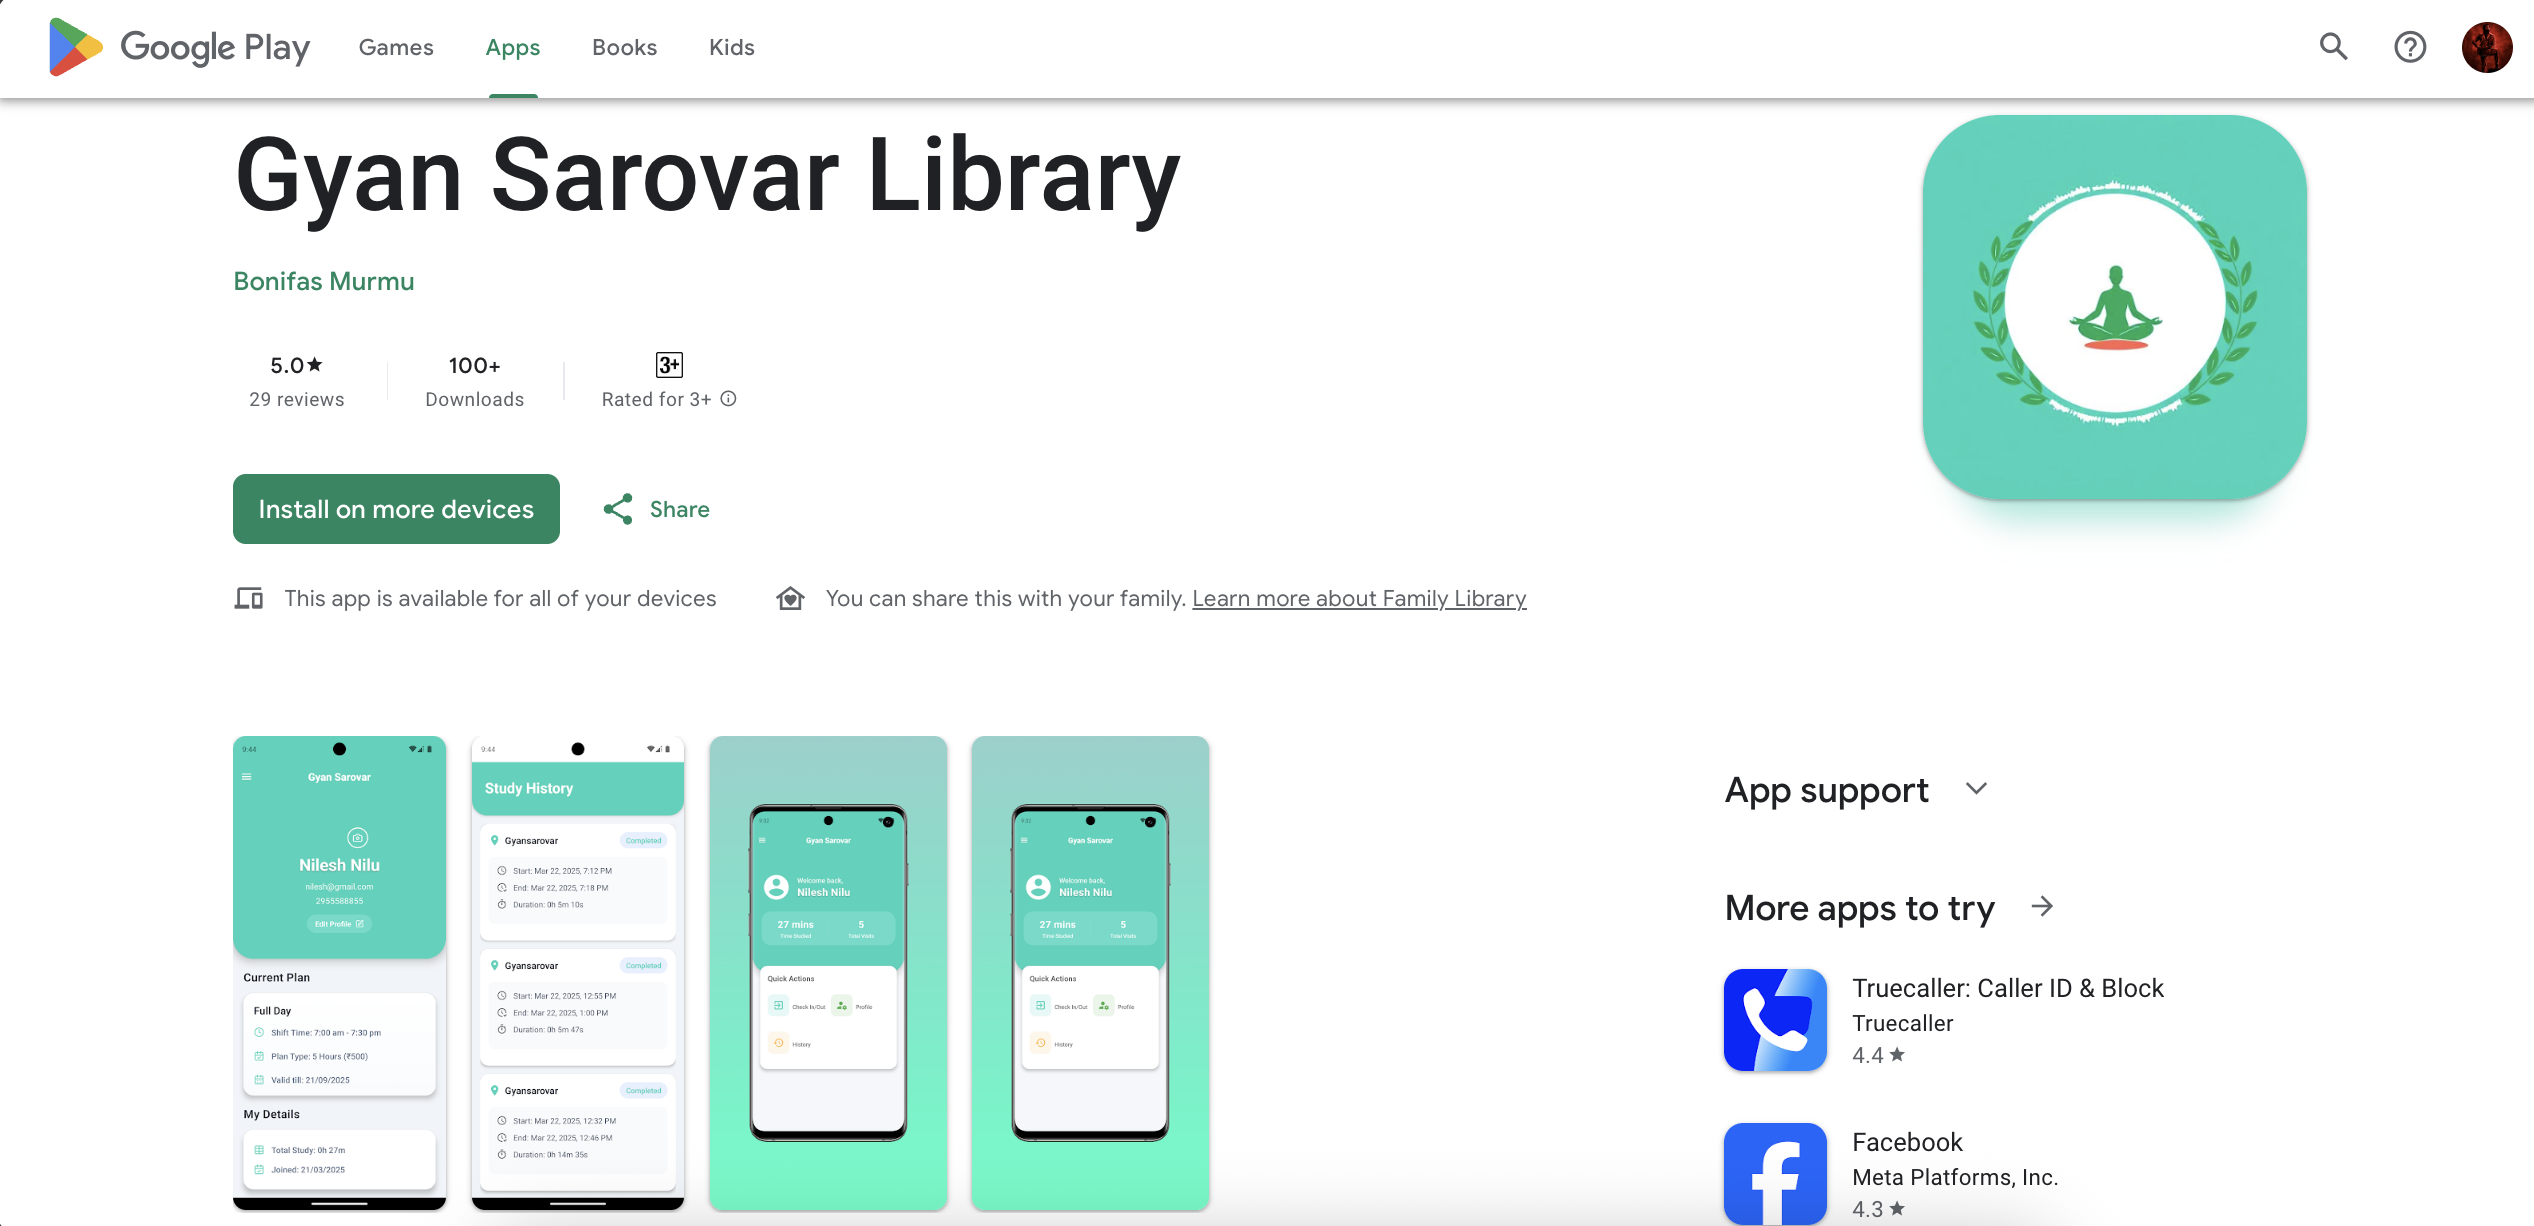 Google Play Games Apps Books Kids
Gyan Sarovar Library
Bonifas Murmu
5.0★ 100+ 3+
29 reviews Downloads Rated for 3+
Install on more devices Share
This app is available for all of your devices You can share this with your family. Learn more about Family Library
9:44
Gyan Sarovar
Nilesh Nilu
nilesh@gmail.com
2955588855
Edit Profile
Current Plan
Full Day
Shift Time: 7:00 am - 7:30 pm
Plan Type: 5 Hours (₹500)
Valid till: 21/09/2025
My Details
Total Study: 0h 27m
Joined: 21/03/2025
9:44
Study History
Gyansarovar Completed
Start: Mar 22, 2025, 7:12 PM
End: Mar 22, 2025, 7:18 PM
Duration: 0h 5m 10s
Gyansarovar Completed
Start: Mar 22, 2025, 12:55 PM
End: Mar 22, 2025, 1:00 PM
Duration: 0h 5m 47s
Gyansarovar Completed
Start: Mar 22, 2025, 12:32 PM
End: Mar 22, 2025, 12:46 PM
Duration: 0h 14m 35s
9:32
Gyan Sarovar
Welcome back,
Nilesh Nilu
27 mins 5
Time Studied Total Visits
Quick Actions
Check In/Out Profile
History
9:32
Gyan Sarovar
Welcome back,
Nilesh Nilu
27 mins 5
Time Studied Total Visits
Quick Actions
Check In/Out Profile
History
App support
More apps to try
Truecaller: Caller ID & Block
Truecaller
4.4★
Facebook
Meta Platforms, Inc.
4.3★